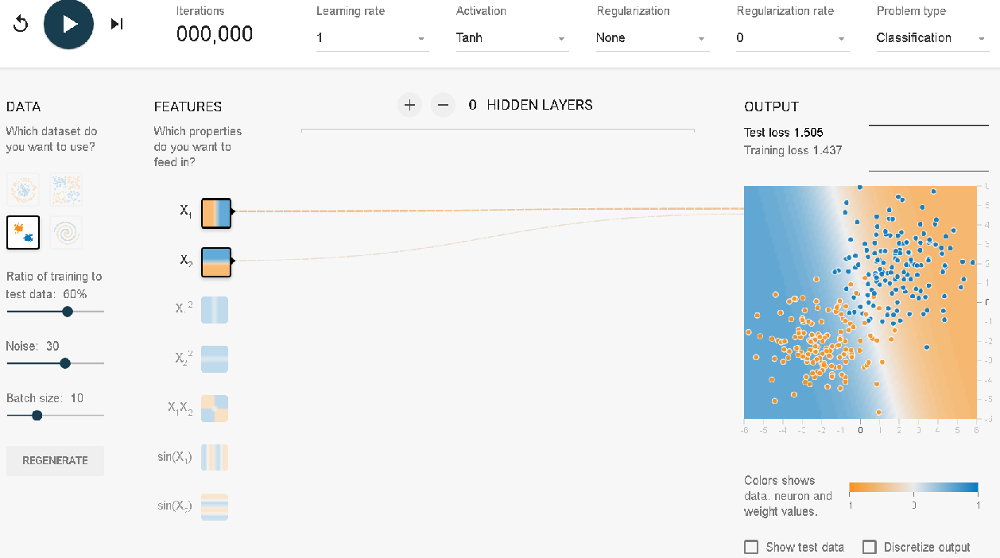 Iterations
000,000
Learning rate
1
Activation
Tanh
Regularization
None
Regularization rate
0
Problem type
Classification
DATA
Which dataset do
you want to use?
Ratio of training to
test data: 60%
Noise: 30
Batch size: 10
REGENERATE
FEATURES
Which properties
do you want to
feed in?
X1
X2
X1²
X2²
X1X2
sin(X1)
sin(X2)
0 HIDDEN LAYERS
OUTPUT
Test loss 1.505
Training loss 1.437
-6 -5 -4 -3 -2 -1 0 1 2 3 4 5 6
6
5
4
3
2
1
0
-1
-2
-3
-4
-5
-6
Colors shows
data, neuron and
weight values.
1 0 1
Show test data
Discretize output